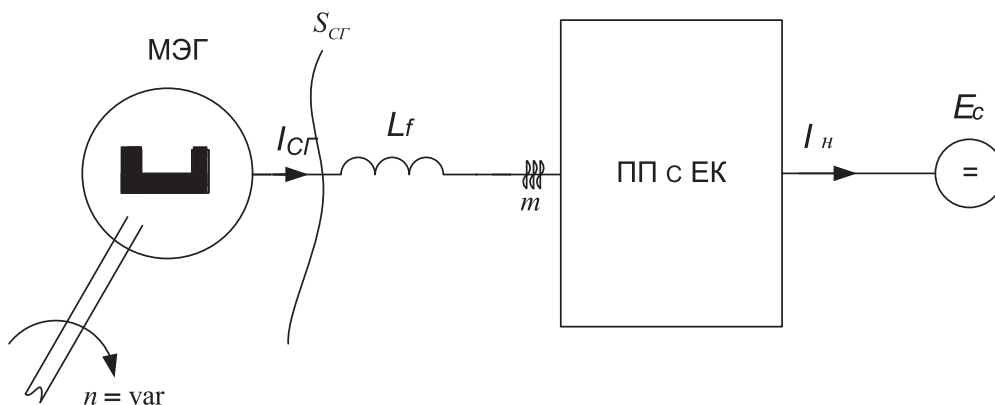 S_СГ
МЭГ
I_СГ
L_f
m
ПП с ЕК
I_н
E_c
=
n = var